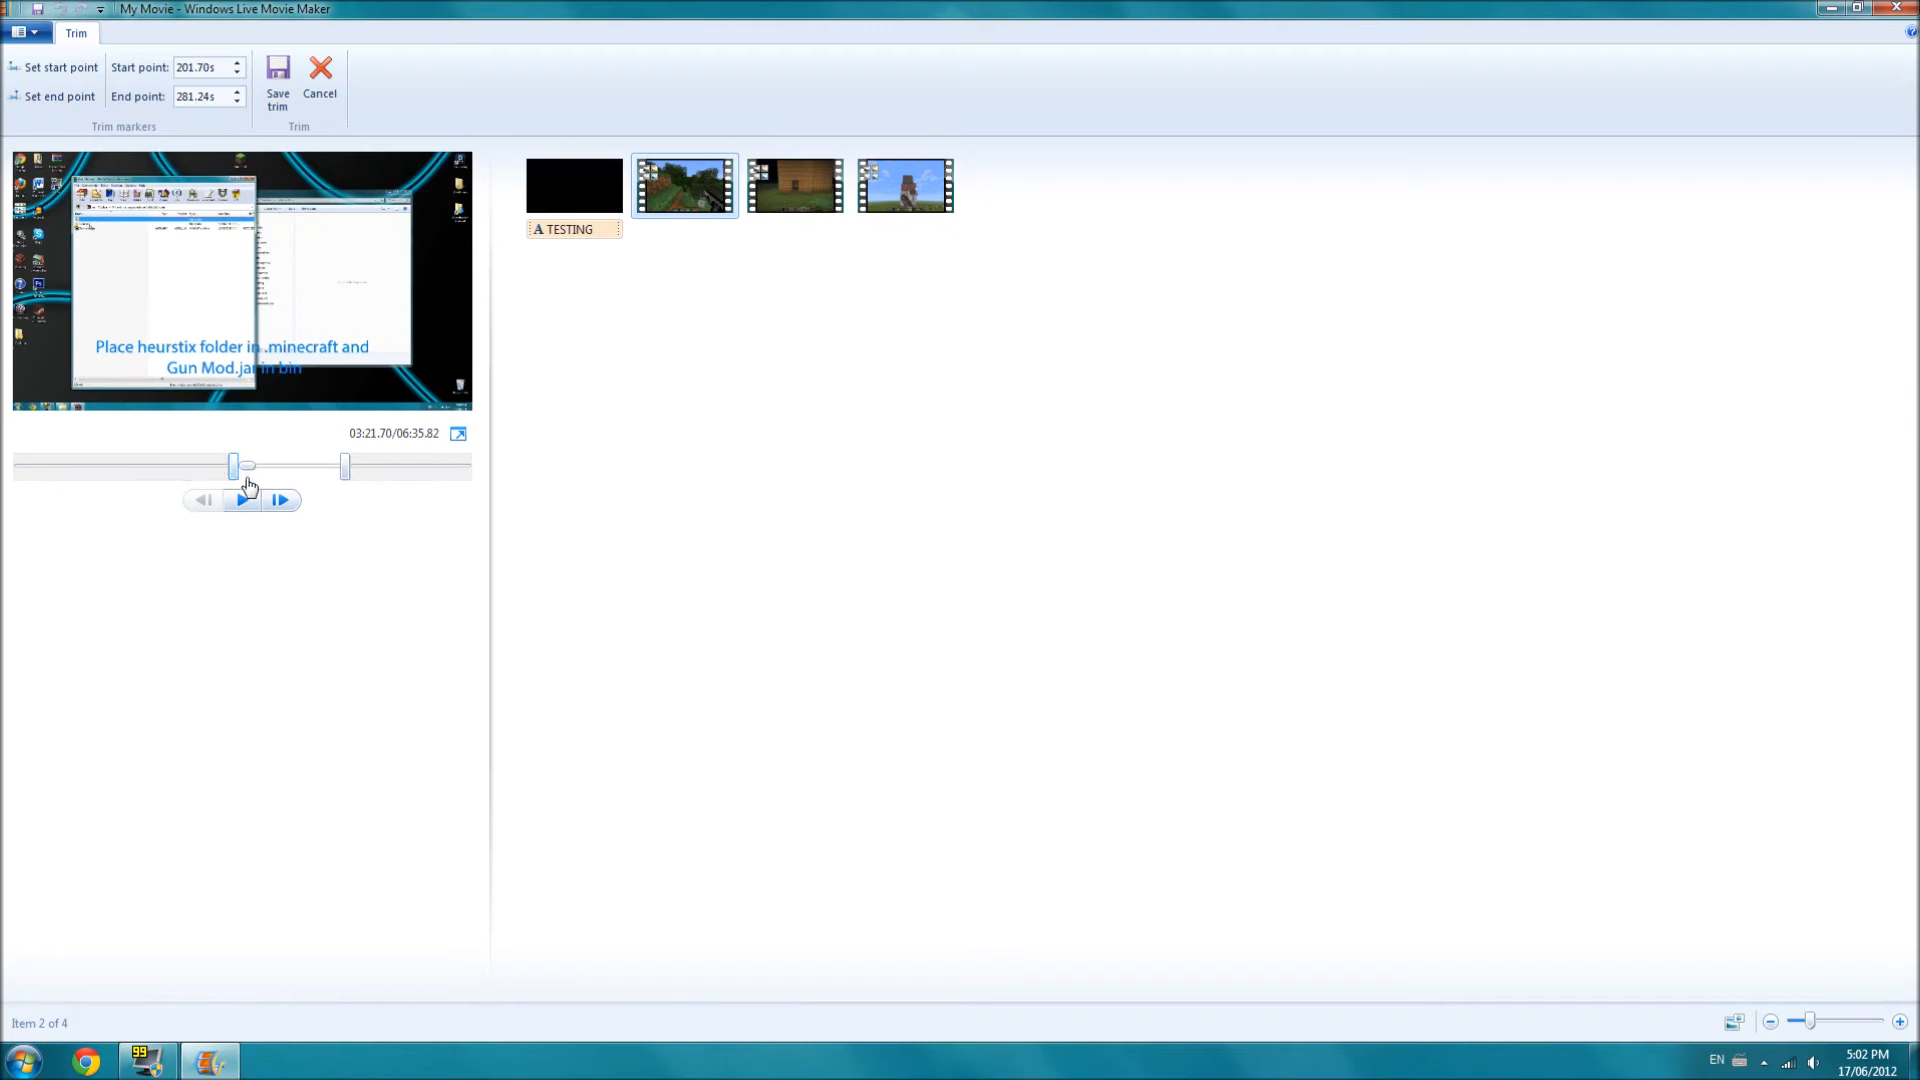 My Movie - Windows Live Movie Maker
Trim
Set start point
Start point: 201.70s
Set end point
End point: 281.24s
Save trim
Cancel
Trim markers
Trim
Place heurstix folder in .minecraft and
Gun Mod.jar in bin
A TESTING
03:21.70/06:35.82
Item 2 of 4
99
EN
5:02 PM
17/06/2012